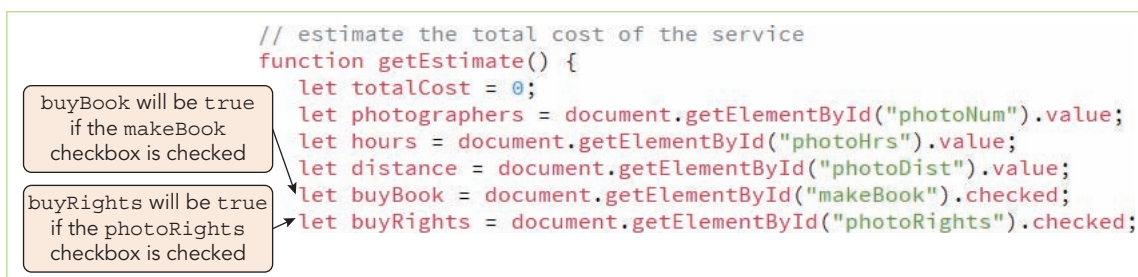 // estimate the total cost of the service
function getEstimate() {
let totalCost = 0;
let photographers = document.getElementById("photoNum").value;
let hours = document.getElementById("photoHrs").value;
let distance = document.getElementById("photoDist").value;
let buyBook = document.getElementById("makeBook").checked;
let buyRights = document.getElementById("photoRights").checked;
buyBook will be true
if the makeBook
checkbox is checked
buyRights will be true
if the photoRights
checkbox is checked